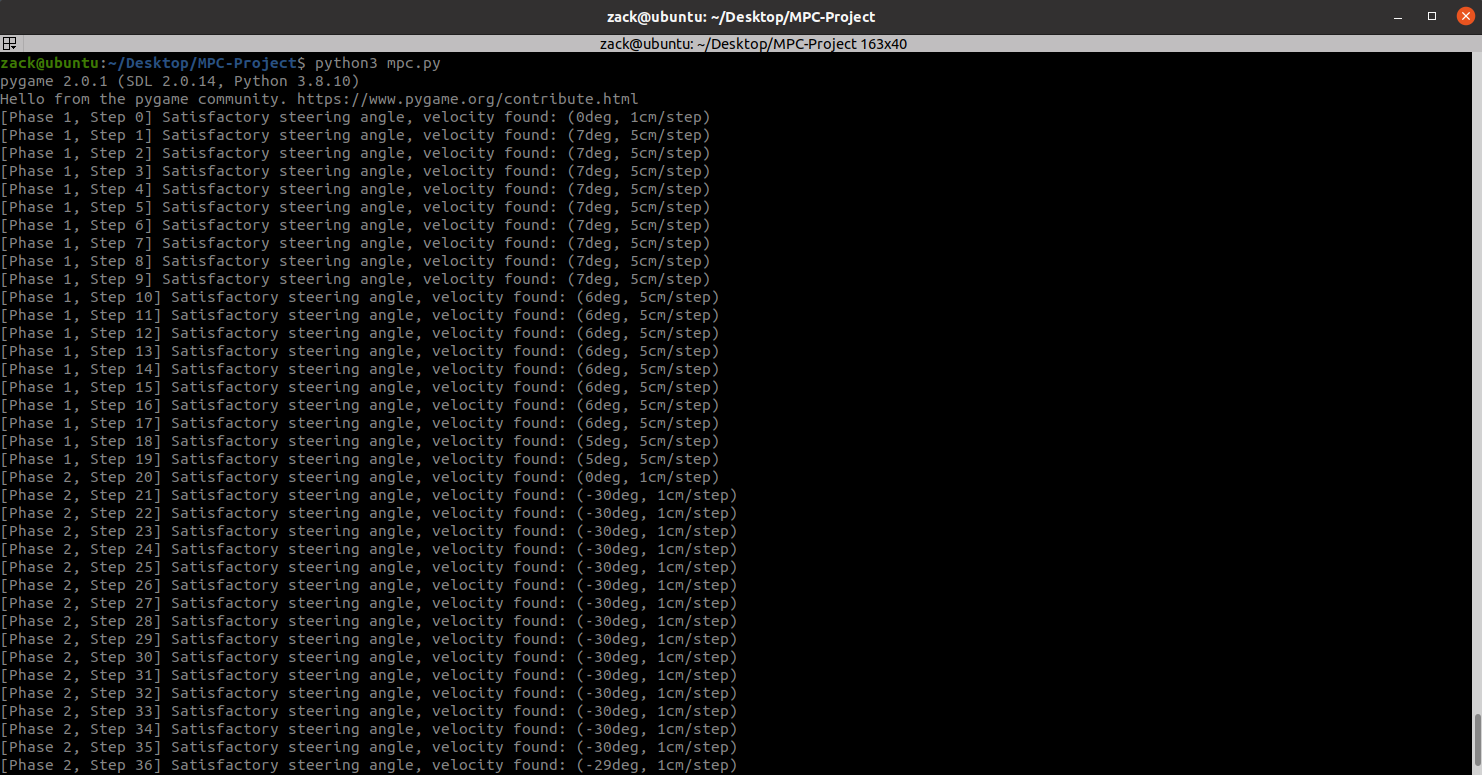 zack@ubuntu: ~/Desktop/MPC-Project
zack@ubuntu: ~/Desktop/MPC-Project 163x40
zack@ubuntu:~/Desktop/MPC-Project$ python3 mpc.py
pygame 2.0.1 (SDL 2.0.14, Python 3.8.10)
Hello from the pygame community. https://www.pygame.org/contribute.html
[Phase 1, Step 0] Satisfactory steering angle, velocity found: (0deg, 1cm/step)
[Phase 1, Step 1] Satisfactory steering angle, velocity found: (7deg, 5cm/step)
[Phase 1, Step 2] Satisfactory steering angle, velocity found: (7deg, 5cm/step)
[Phase 1, Step 3] Satisfactory steering angle, velocity found: (7deg, 5cm/step)
[Phase 1, Step 4] Satisfactory steering angle, velocity found: (7deg, 5cm/step)
[Phase 1, Step 5] Satisfactory steering angle, velocity found: (7deg, 5cm/step)
[Phase 1, Step 6] Satisfactory steering angle, velocity found: (7deg, 5cm/step)
[Phase 1, Step 7] Satisfactory steering angle, velocity found: (7deg, 5cm/step)
[Phase 1, Step 8] Satisfactory steering angle, velocity found: (7deg, 5cm/step)
[Phase 1, Step 9] Satisfactory steering angle, velocity found: (7deg, 5cm/step)
[Phase 1, Step 10] Satisfactory steering angle, velocity found: (6deg, 5cm/step)
[Phase 1, Step 11] Satisfactory steering angle, velocity found: (6deg, 5cm/step)
[Phase 1, Step 12] Satisfactory steering angle, velocity found: (6deg, 5cm/step)
[Phase 1, Step 13] Satisfactory steering angle, velocity found: (6deg, 5cm/step)
[Phase 1, Step 14] Satisfactory steering angle, velocity found: (6deg, 5cm/step)
[Phase 1, Step 15] Satisfactory steering angle, velocity found: (6deg, 5cm/step)
[Phase 1, Step 16] Satisfactory steering angle, velocity found: (6deg, 5cm/step)
[Phase 1, Step 17] Satisfactory steering angle, velocity found: (6deg, 5cm/step)
[Phase 1, Step 18] Satisfactory steering angle, velocity found: (5deg, 5cm/step)
[Phase 1, Step 19] Satisfactory steering angle, velocity found: (5deg, 5cm/step)
[Phase 2, Step 20] Satisfactory steering angle, velocity found: (0deg, 1cm/step)
[Phase 2, Step 21] Satisfactory steering angle, velocity found: (-30deg, 1cm/step)
[Phase 2, Step 22] Satisfactory steering angle, velocity found: (-30deg, 1cm/step)
[Phase 2, Step 23] Satisfactory steering angle, velocity found: (-30deg, 1cm/step)
[Phase 2, Step 24] Satisfactory steering angle, velocity found: (-30deg, 1cm/step)
[Phase 2, Step 25] Satisfactory steering angle, velocity found: (-30deg, 1cm/step)
[Phase 2, Step 26] Satisfactory steering angle, velocity found: (-30deg, 1cm/step)
[Phase 2, Step 27] Satisfactory steering angle, velocity found: (-30deg, 1cm/step)
[Phase 2, Step 28] Satisfactory steering angle, velocity found: (-30deg, 1cm/step)
[Phase 2, Step 29] Satisfactory steering angle, velocity found: (-30deg, 1cm/step)
[Phase 2, Step 30] Satisfactory steering angle, velocity found: (-30deg, 1cm/step)
[Phase 2, Step 31] Satisfactory steering angle, velocity found: (-30deg, 1cm/step)
[Phase 2, Step 32] Satisfactory steering angle, velocity found: (-30deg, 1cm/step)
[Phase 2, Step 33] Satisfactory steering angle, velocity found: (-30deg, 1cm/step)
[Phase 2, Step 34] Satisfactory steering angle, velocity found: (-30deg, 1cm/step)
[Phase 2, Step 35] Satisfactory steering angle, velocity found: (-30deg, 1cm/step)
[Phase 2, Step 36] Satisfactory steering angle, velocity found: (-29deg, 1cm/step)